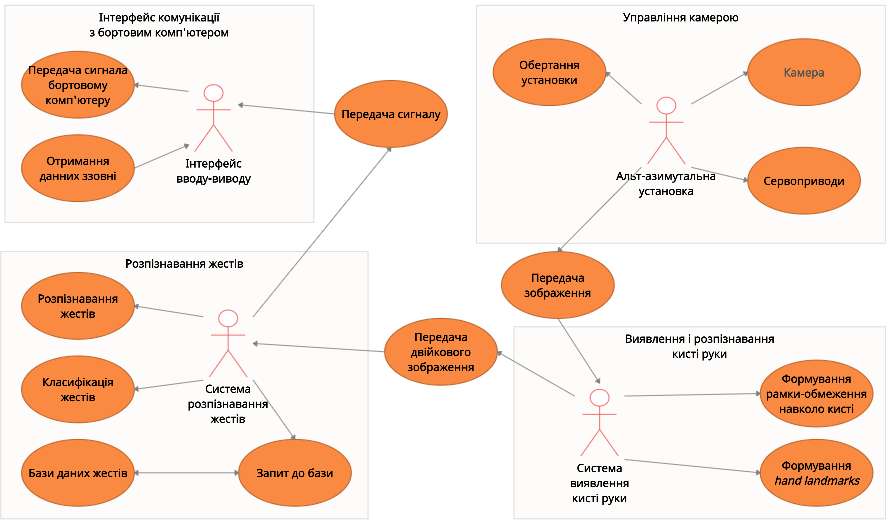 Інтерфейс комунікації
з бортовим комп'ютером
Передача сигнала
бортовому
комп'ютеру
Отримання
данних ззовні
Інтерфейс
вводу-виводу
Передача сигналу
Управління камерою
Обертання
установки
Камера
Альт-азимутальна
установка
Сервоприводи
Передача
зображення
Розпізнавання жестів
Розпізнавання
жестів
Класифікація
жестів
Система
розпізнавання
жестів
Бази даних жестів
Запит до бази
Передача
двійкового
зображення
Виявлення і розпізнавання
кисті руки
Формування
рамки-обмеження
навколо кисті
Система
виявлення
кисті руки
Формування
hand landmarks